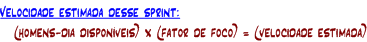 Velocidade estimada desse sprint:
(homens-dia disponíveis) x (fator de foco) = (velocidade estimada)